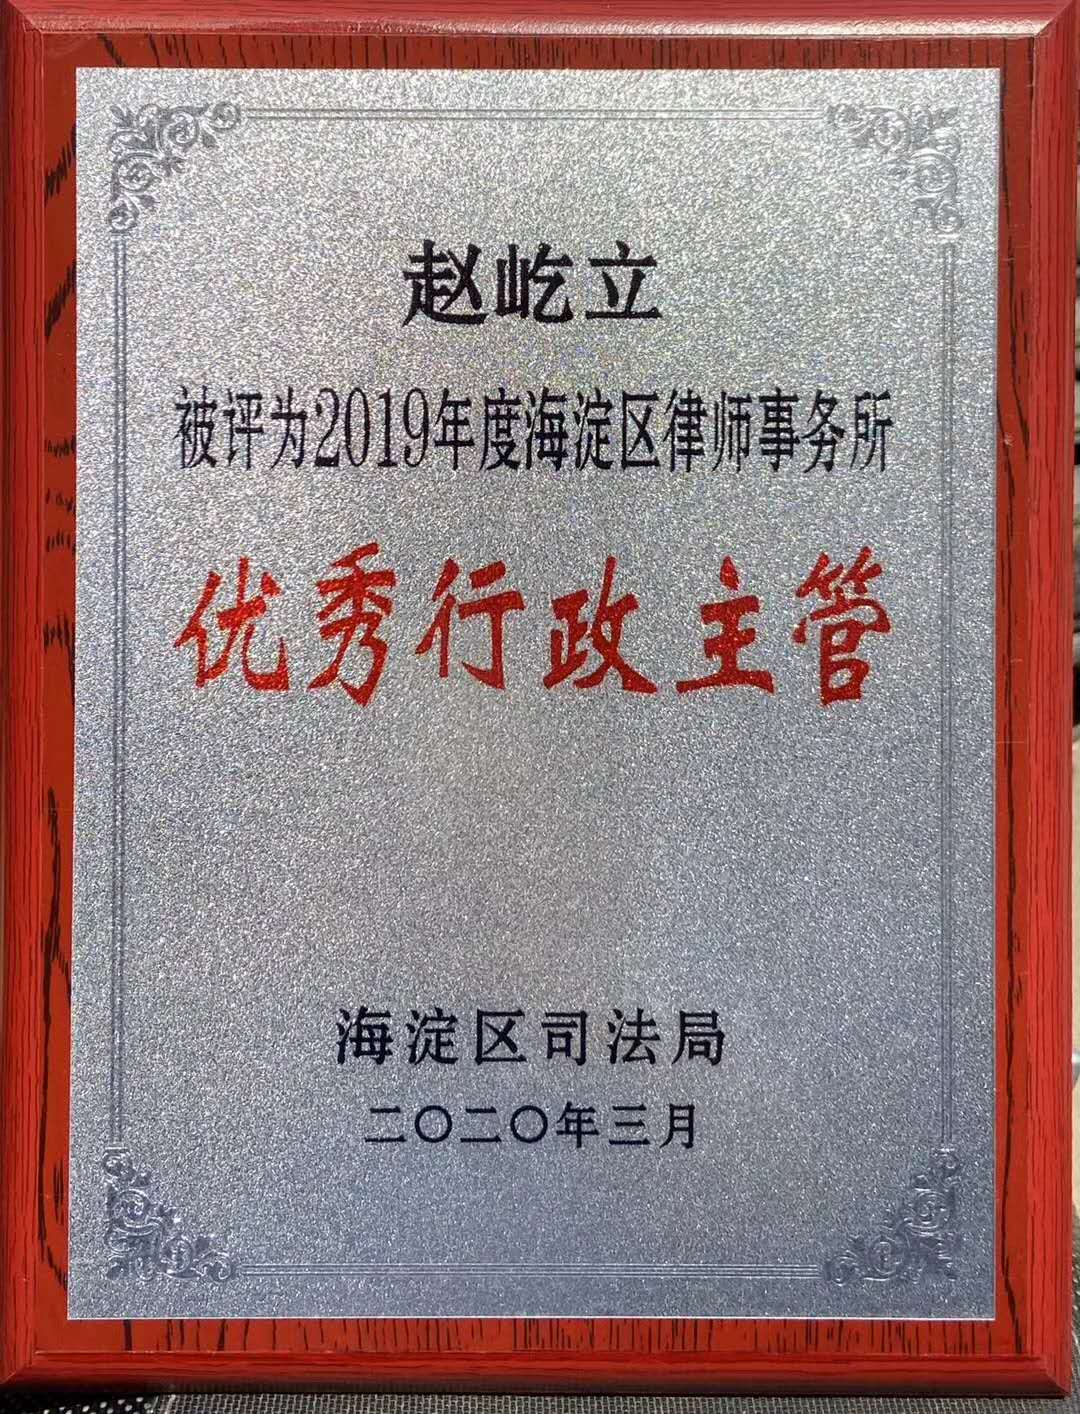 赵屹立
被评为2019年度海淀区律师事务所
优秀行政主管
海淀区司法局
二〇二〇年三月